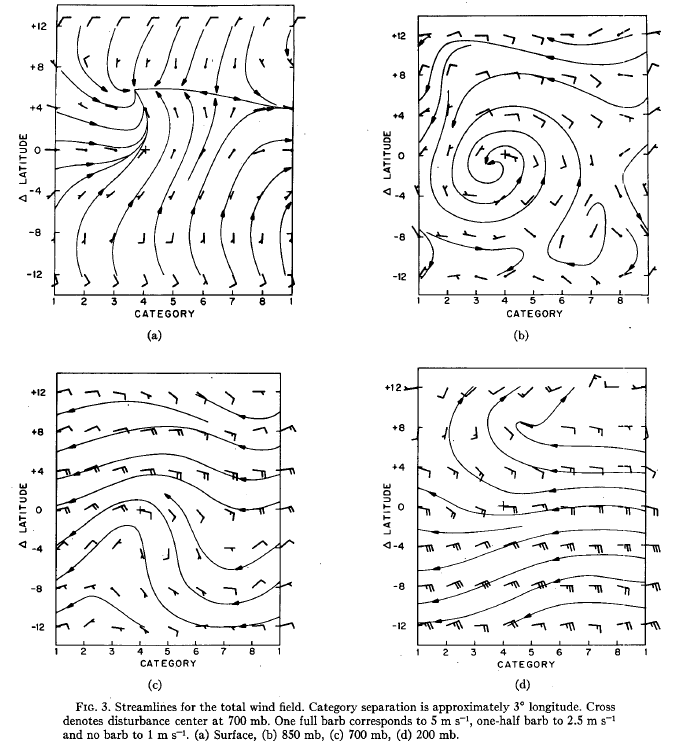 +12
+8
+4
0
-4
-8
-12
Δ LATITUDE
1 2 3 4 5 6 7 8 1
CATEGORY
(a)
+12
+8
+4
0
-4
-8
-12
Δ LATITUDE
1 2 3 4 5 6 7 8 1
CATEGORY
(b)
+12
+8
+4
0
-4
-8
-12
Δ LATITUDE
1 2 3 4 5 6 7 8 1
CATEGORY
(c)
+12
+8
+4
0
-4
-8
-12
Δ LATITUDE
1 2 3 4 5 6 7 8 1
CATEGORY
(d)
FIG. 3. Streamlines for the total wind field. Category separation is approximately 3° longitude. Cross
denotes disturbance center at 700 mb. One full barb corresponds to 5 m s⁻¹, one-half barb to 2.5 m s⁻¹
and no barb to 1 m s⁻¹. (a) Surface, (b) 850 mb, (c) 700 mb, (d) 200 mb.